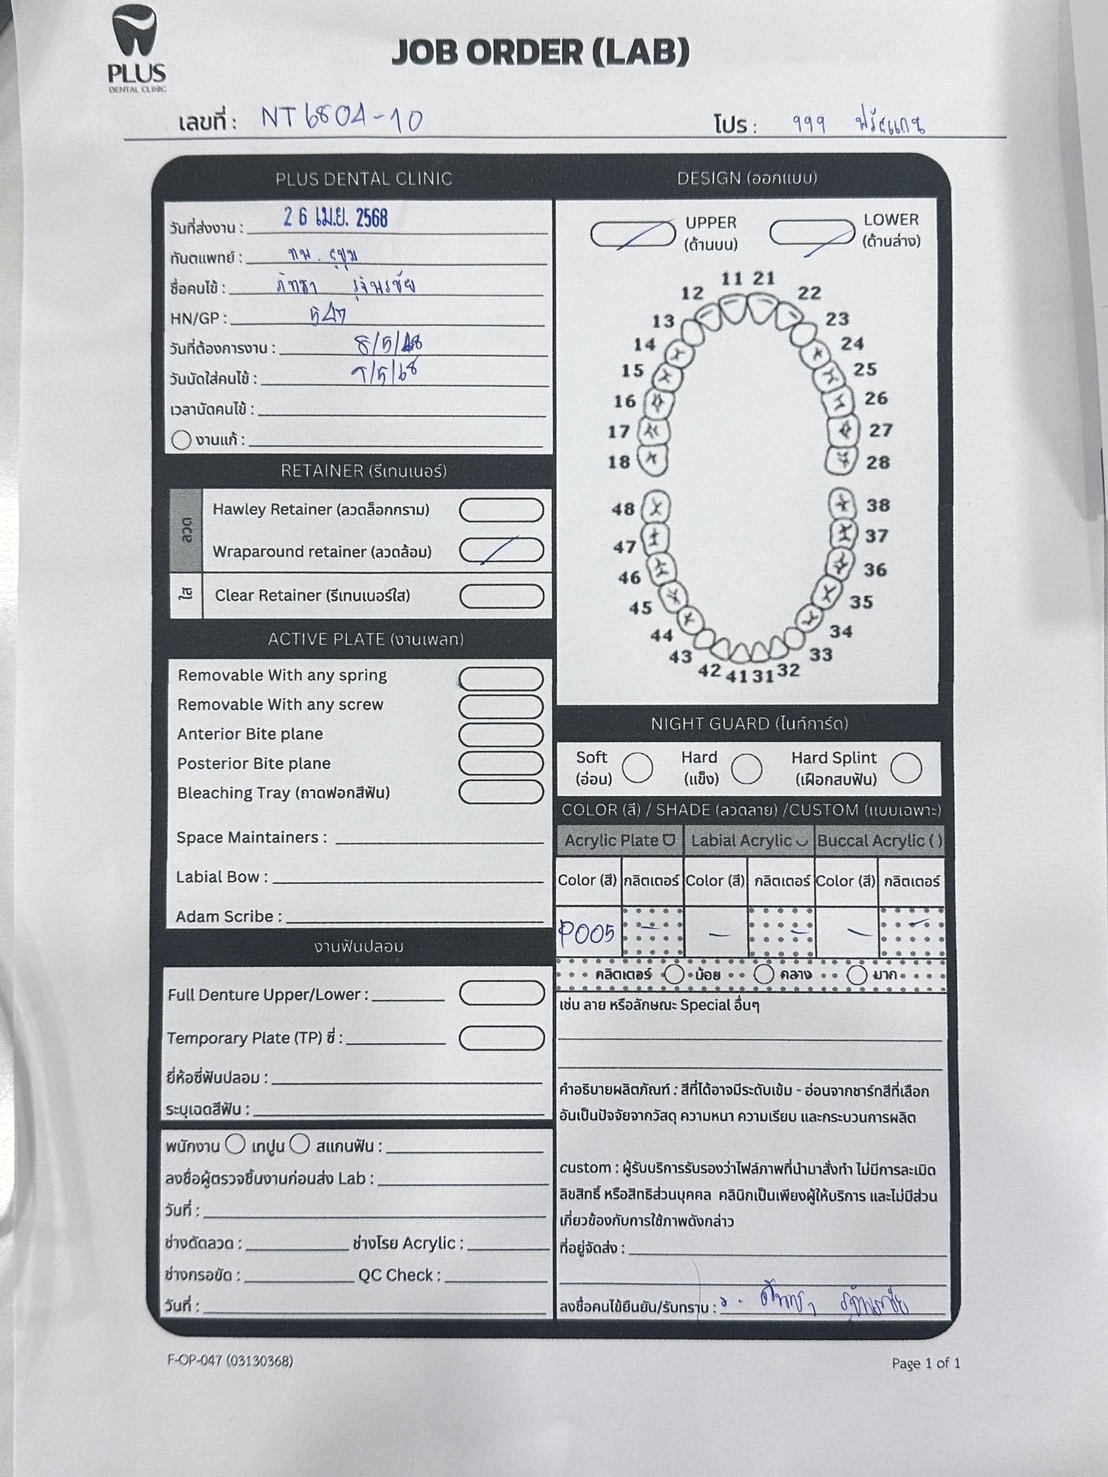 PLUS
DENTAL CLINIC
JOB ORDER (LAB)
เลขที่ : NT6804-10
โปร : 999
PLUS DENTAL CLINIC
วันที่ส่งงาน : 26 เม.ย. 2568
ทันตแพทย์ : ทพ.
ชื่อคนไข้ : ภัทรา
HN/GP : 547
วันที่ต้องการงาน : 8/5/68
วันนัดใส่คนไข้ : 9/5/68
เวลานัดคนไข้ :
งานแก้ :
RETAINER (รีเทนเนอร์)
ลวด
Hawley Retainer (ลวดล็อกกราม)
Wraparound retainer (ลวดล้อม)
ใส
Clear Retainer (รีเทนเนอร์ใส)
ACTIVE PLATE (งานเพลท)
Removable With any spring
Removable With any screw
Anterior Bite plane
Posterior Bite plane
Bleaching Tray (ถาดฟอกสีฟัน)
Space Maintainers :
Labial Bow :
Adam Scribe :
งานฟันปลอม
Full Denture Upper/Lower :
Temporary Plate (TP) ซี่ :
ยี่ห้อซี่ฟันปลอม :
ระบุเฉดสีฟัน :
พนักงาน เทปูน สแกนฟัน :
ลงชื่อผู้ตรวจชิ้นงานก่อนส่ง Lab :
วันที่ :
ช่างดัดลวด : ช่างโรย Acrylic :
ช่างกรอขัด : QC Check :
วันที่ :
DESIGN (ออกแบบ)
UPPER
(ด้านบน)
LOWER
(ด้านล่าง)
11 21
12 22
13 23
14 24
15 25
16 26
17 27
18 28
48 38
47 37
46 36
45 35
44 34
43 33
42 41 31 32
NIGHT GUARD (ไนท์การ์ด)
Soft
(อ่อน)
Hard
(แข็ง)
Hard Splint
(เฝือกสบฟัน)
COLOR (สี) / SHADE (ลวดลาย) /CUSTOM (แบบเฉพาะ)
Acrylic Plate Labial Acrylic Buccal Acrylic ( )
Color (สี) กลิตเตอร์ Color (สี) กลิตเตอร์ Color (สี) กลิตเตอร์
P005 - - - - -
กลิตเตอร์ น้อย กลาง มาก
เช่น ลาย หรือลักษณะ Special อื่นๆ
คำอธิบายผลิตภัณฑ์ : สีที่ได้อาจมีระดับเข้ม - อ่อนจากชาร์ทสีที่เลือก
อันเป็นปัจจัยจากวัสดุ ความหนา ความเรียบ และกระบวนการผลิต
custom : ผู้รับบริการรับรองว่าไฟล์ภาพที่นำมาสั่งทำ ไม่มีการละเมิด
ลิขสิทธิ์ หรือสิทธิส่วนบุคคล คลินิกเป็นเพียงผู้ให้บริการ และไม่มีส่วน
เกี่ยวข้องกับการใช้ภาพดังกล่าว
ที่อยู่จัดส่ง :
ลงชื่อคนไข้ยืนยัน/รับทราบ :
F-OP-047 (03130368)
Page 1 of 1